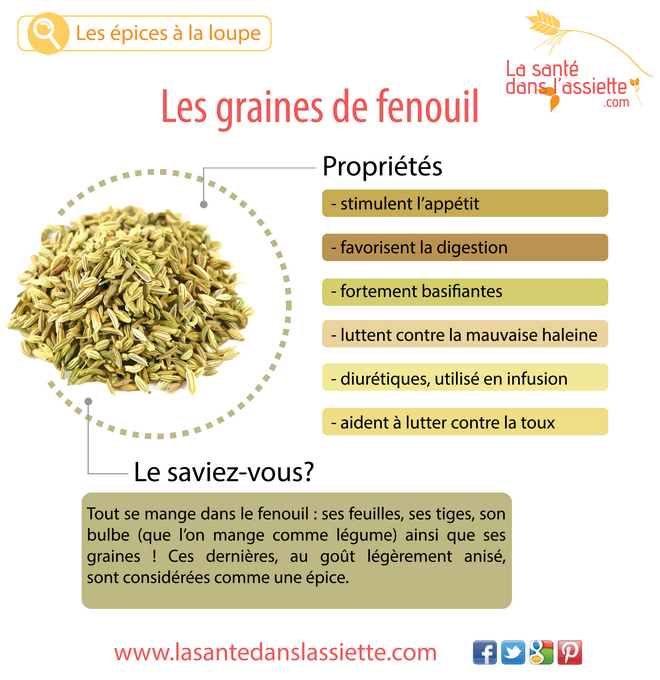 Les épices à la loupe
La santé
dans l'assiette
.com
Les graines de fenouil
Propriétés
- stimulent l'appétit
- favorisent la digestion
- fortement basifiantes
- luttent contre la mauvaise haleine
- diurétiques, utilisé en infusion
- aident à lutter contre la toux
Le saviez-vous?
Tout se mange dans le fenouil : ses feuilles, ses tiges, son
bulbe (que l'on mange comme légume) ainsi que ses
graines ! Ces dernières, au goût légèrement anisé,
sont considérées comme une épice.
www.lasantedanslassiette.com